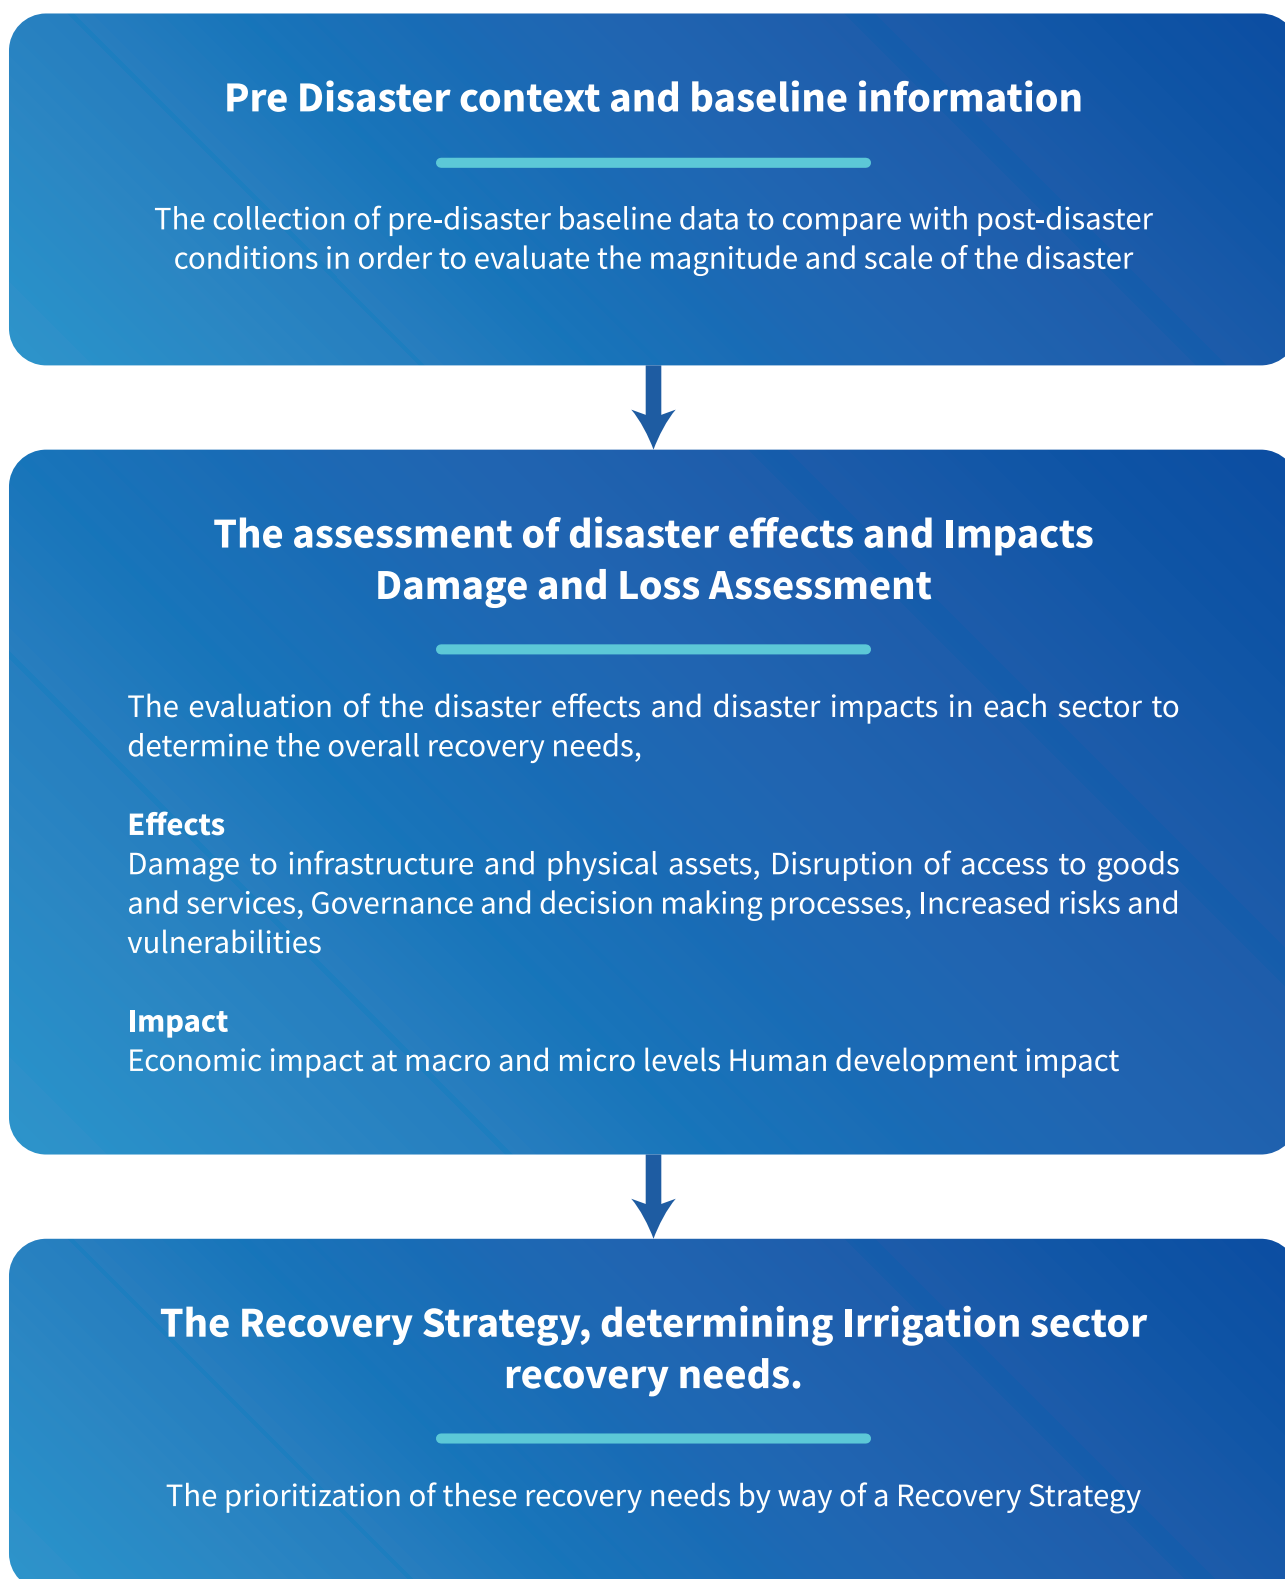 Pre Disaster context and baseline information
The collection of pre-disaster baseline data to compare with post-disaster
conditions in order to evaluate the magnitude and scale of the disaster
The assessment of disaster effects and Impacts
Damage and Loss Assessment
The evaluation of the disaster effects and disaster impacts in each sector to
determine the overall recovery needs,
Effects
Damage to infrastructure and physical assets, Disruption of access to goods
and services, Governance and decision making processes, Increased risks and
vulnerabilities
Impact
Economic impact at macro and micro levels Human development impact
The Recovery Strategy, determining Irrigation sector
recovery needs.
The prioritization of these recovery needs by way of a Recovery Strategy